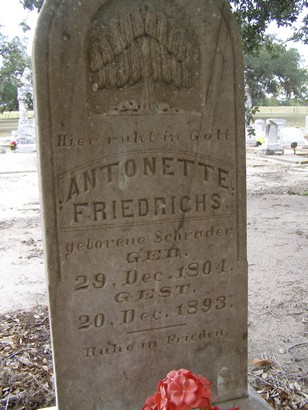 Hier ruht in Gott
ANTONETTE
FRIEDRICHS.
geborene Schrader
GEB.
29. Dec. 1804.
GEST.
20. Dec. 1893.
Ruhe in Frieden.